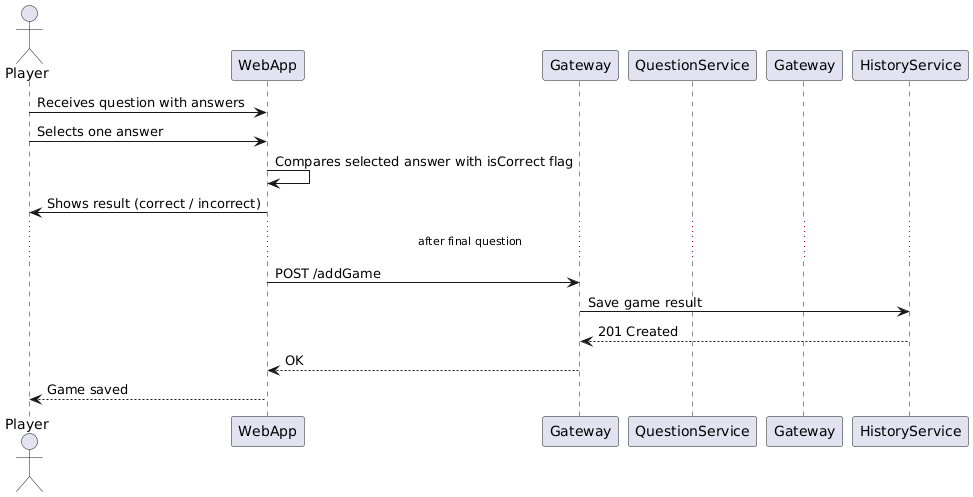 Player
WebApp
Gateway
QuestionService
Gateway
HistoryService
Receives question with answers
Selects one answer
Compares selected answer with isCorrect flag
Shows result (correct / incorrect)
after final question
POST /addGame
Save game result
201 Created
OK
Game saved
Player
WebApp
Gateway
QuestionService
Gateway
HistoryService